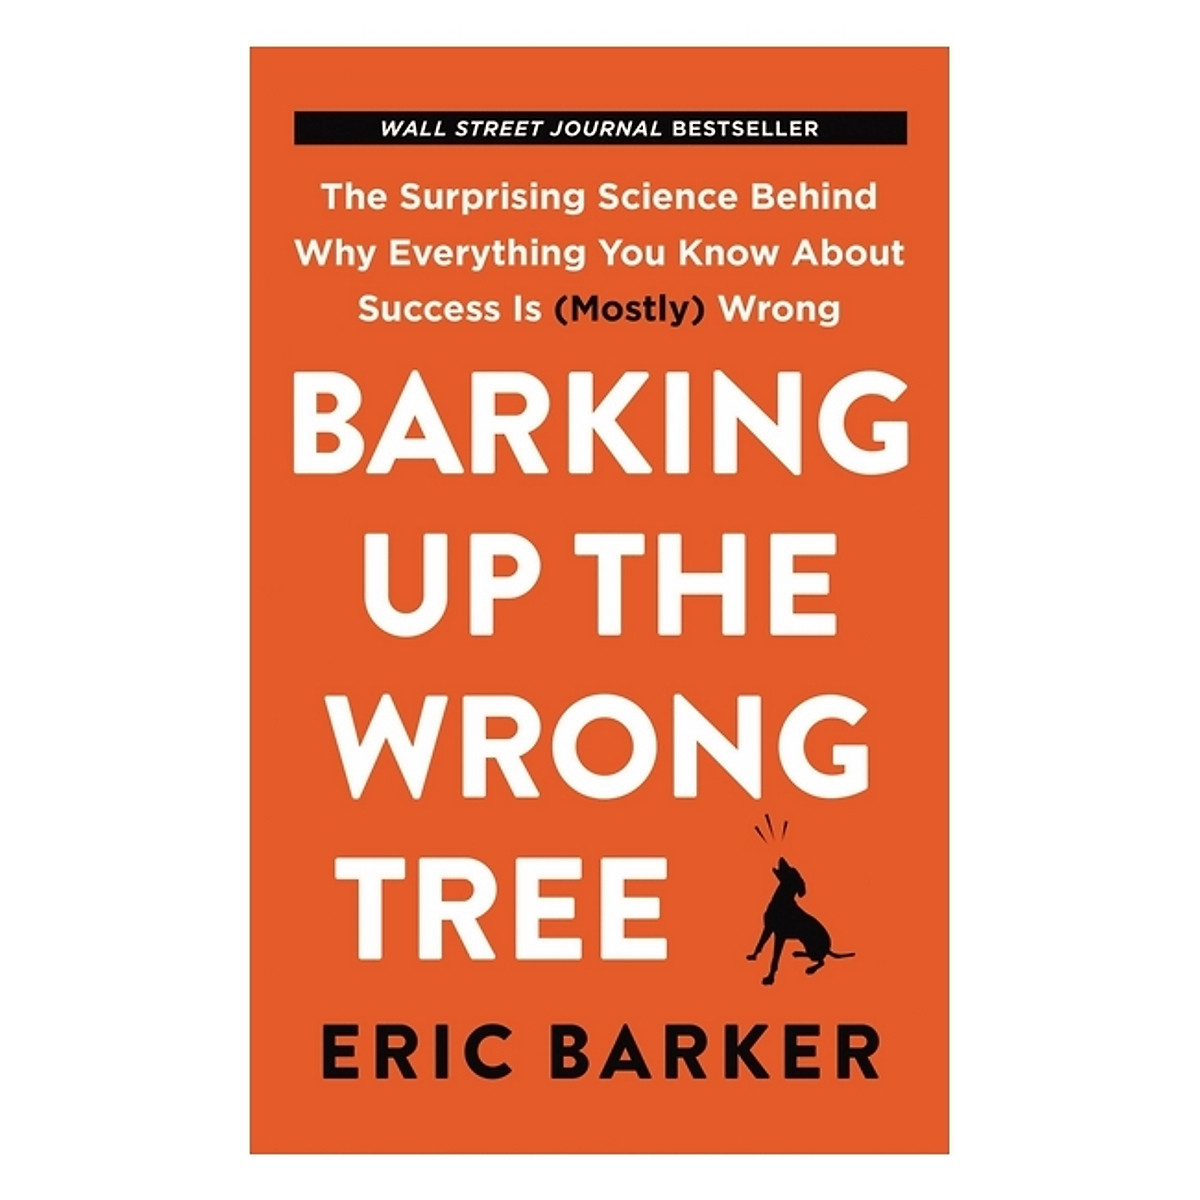 WALL STREET JOURNAL BESTSELLER
The Surprising Science Behind
Why Everything You Know About
Success Is (Mostly) Wrong
BARKING
UP THE
WRONG
TREE
ERIC BARKER